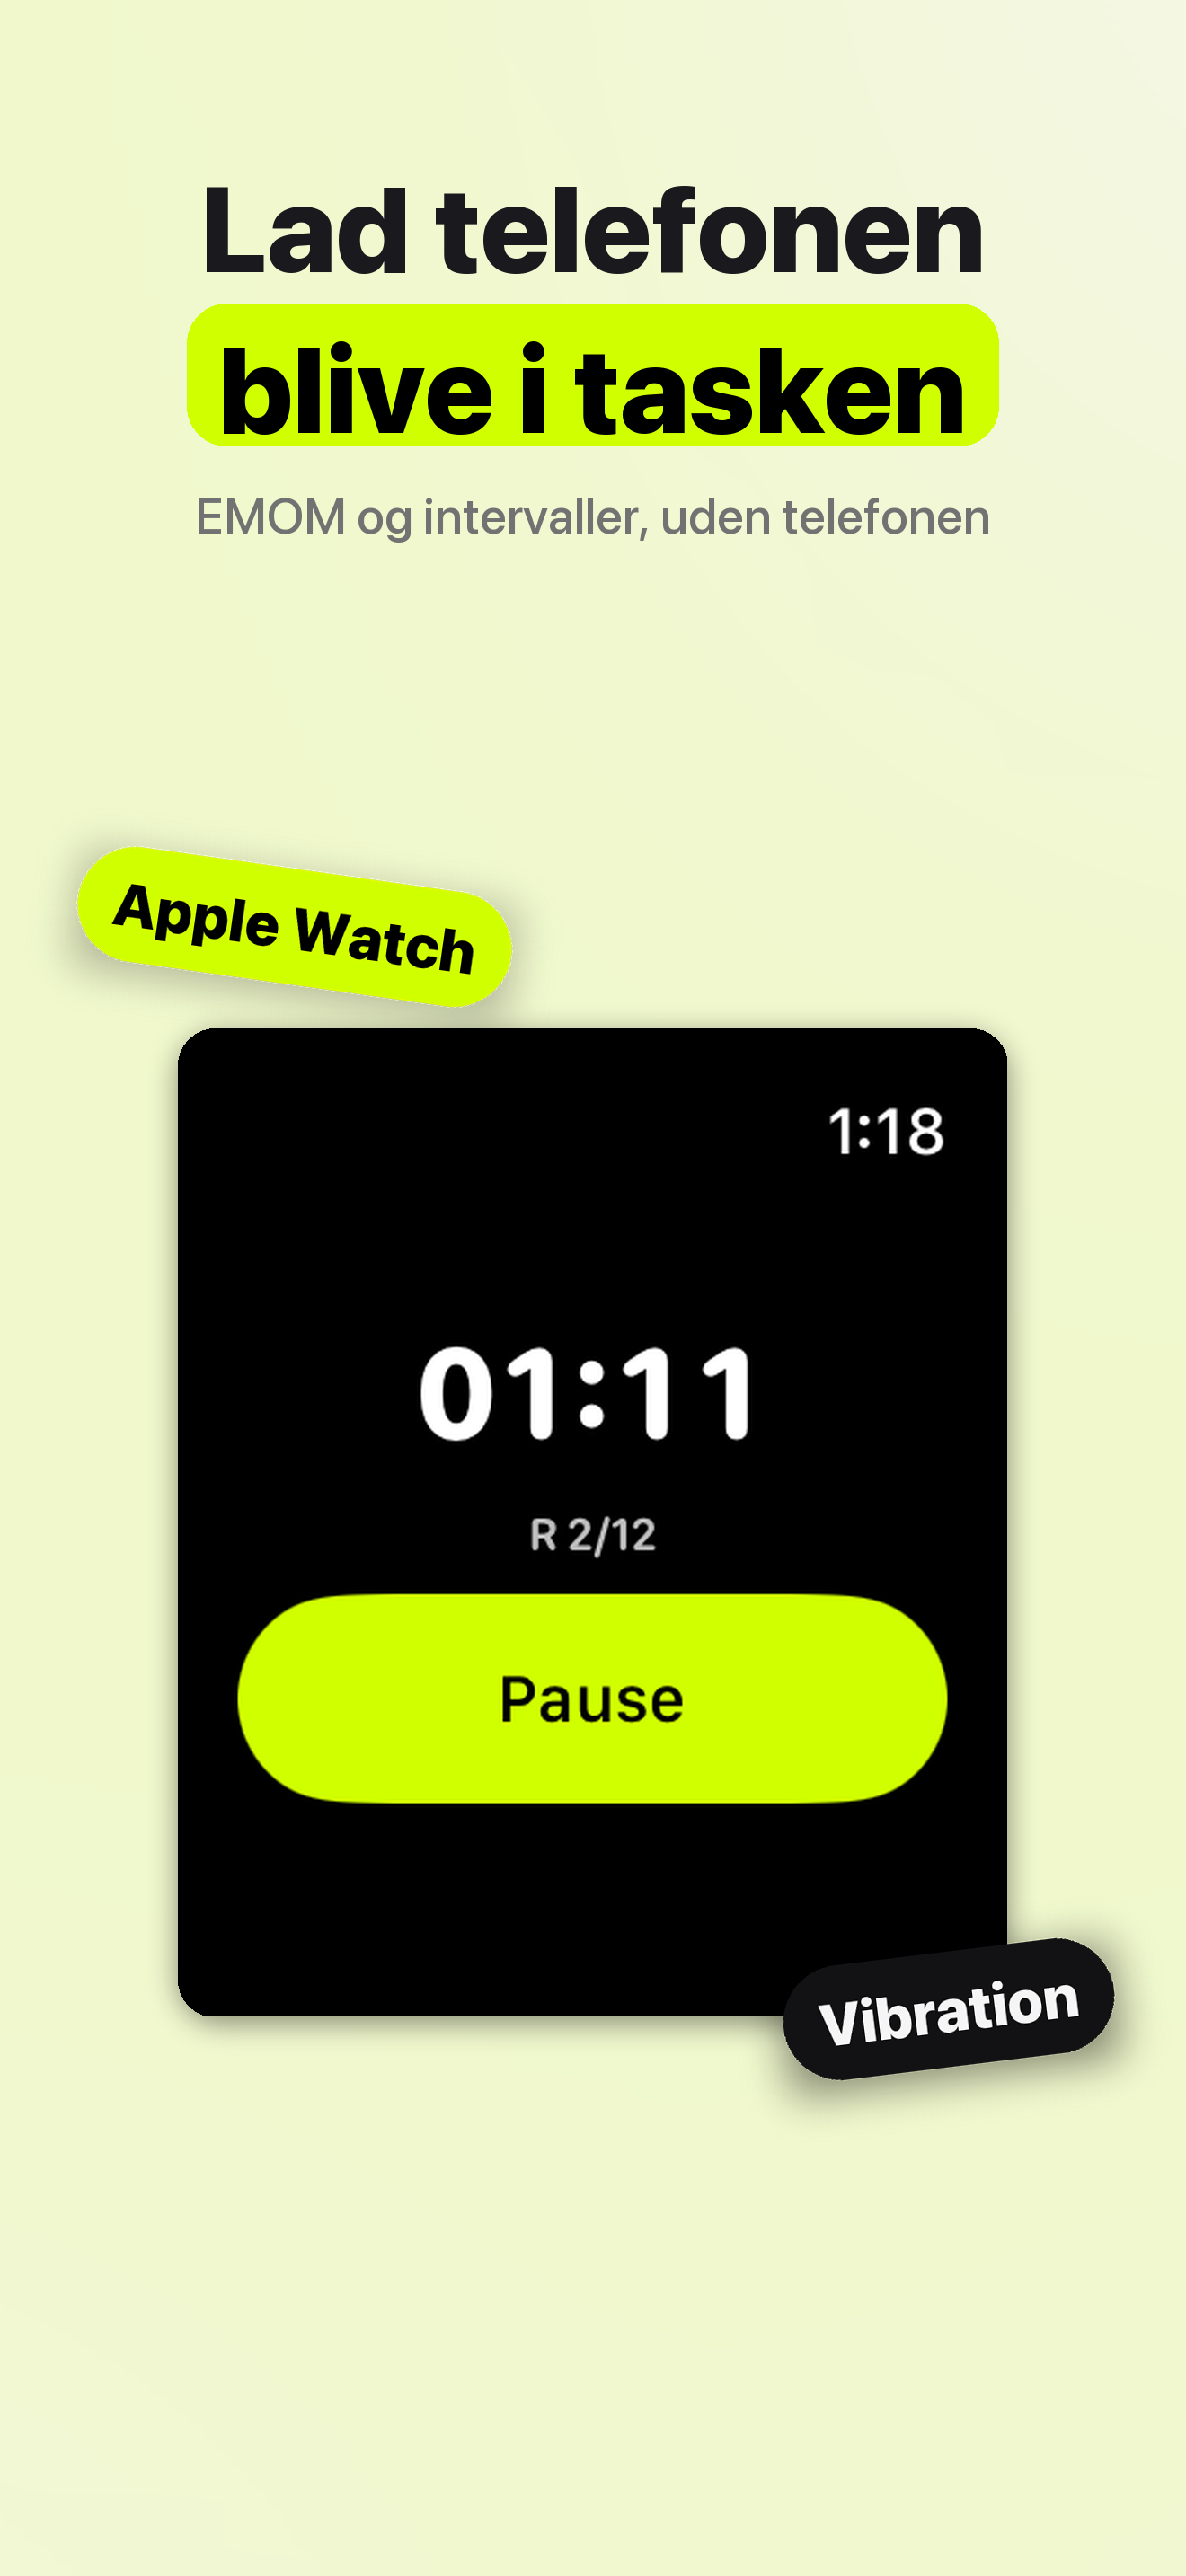 Lad telefonen
blive i tasken
EMOM og intervaller, uden telefonen
Apple Watch
1:18
01:11
R 2/12
Pause
Vibration